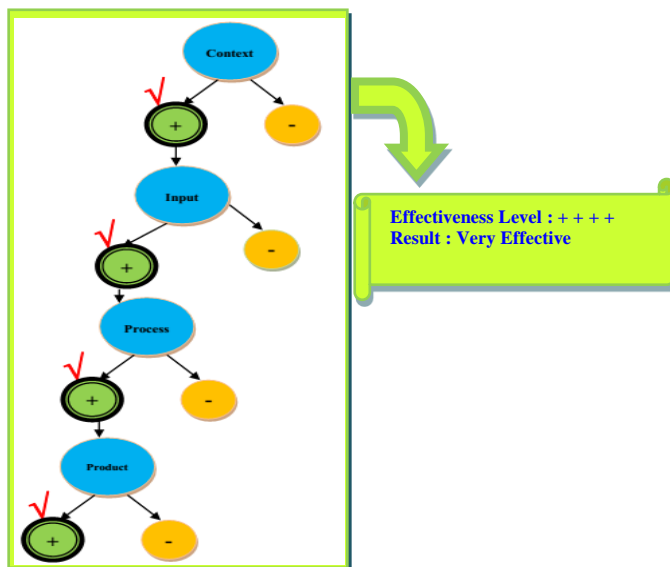 Context
√
+
-
Effectiveness Level : + + + +
Result : Very Effective
Input
√
+
-
Process
√
+
-
Product
√
+
-